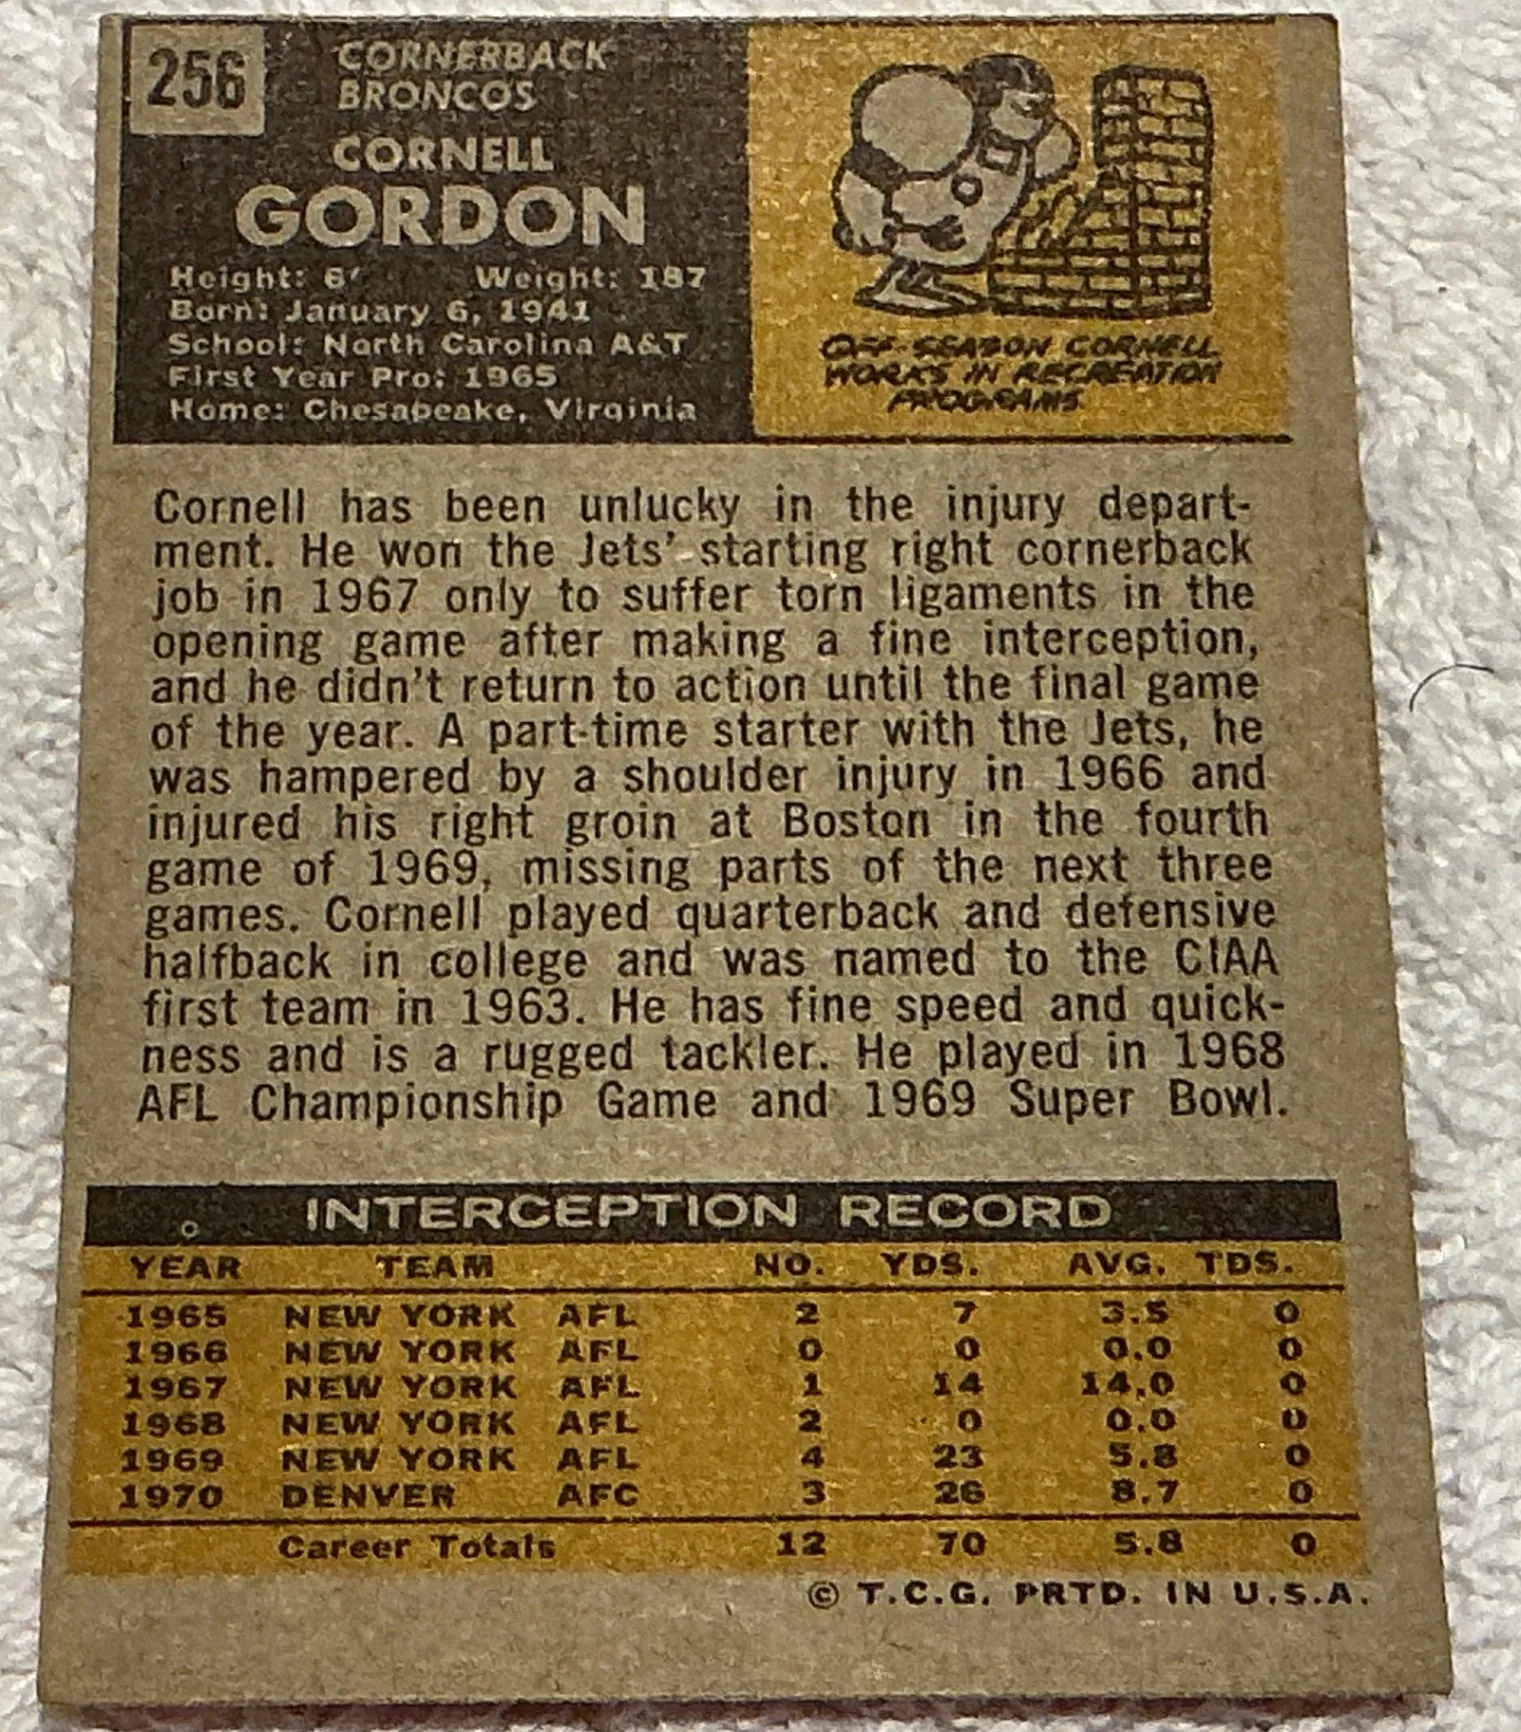 256
CORNERBACK
BRONCOS
CORNELL
GORDON
Height: 6' Weight: 187
Born: January 6, 1941
School: North Carolina A&T
First Year Pro: 1965
Home: Chesapeake, Virginia
OFF-SEASON CORNELL
WORKS IN RECREATION
PROGRAMS.
Cornell has been unlucky in the injury depart-
ment. He won the Jets' starting right cornerback
job in 1967 only to suffer torn ligaments in the
opening game after making a fine interception,
and he didn't return to action until the final game
of the year. A part-time starter with the Jets, he
was hampered by a shoulder injury in 1966 and
injured his right groin at Boston in the fourth
game of 1969, missing parts of the next three
games. Cornell played quarterback and defensive
halfback in college and was named to the CIAA
first team in 1963. He has fine speed and quick-
ness and is a rugged tackler. He played in 1968
AFL Championship Game and 1969 Super Bowl.
INTERCEPTION RECORD
YEAR TEAM NO. YDS. AVG. TDS.
1965 NEW YORK AFL 2 7 3.5 0
1966 NEW YORK AFL 0 0 0.0 0
1967 NEW YORK AFL 1 14 14.0 0
1968 NEW YORK AFL 2 0 0.0 0
1969 NEW YORK AFL 4 23 5.8 0
1970 DENVER AFC 3 26 8.7 0
Career Totals 12 70 5.8 0
© T.C.G. PRTD. IN U.S.A.